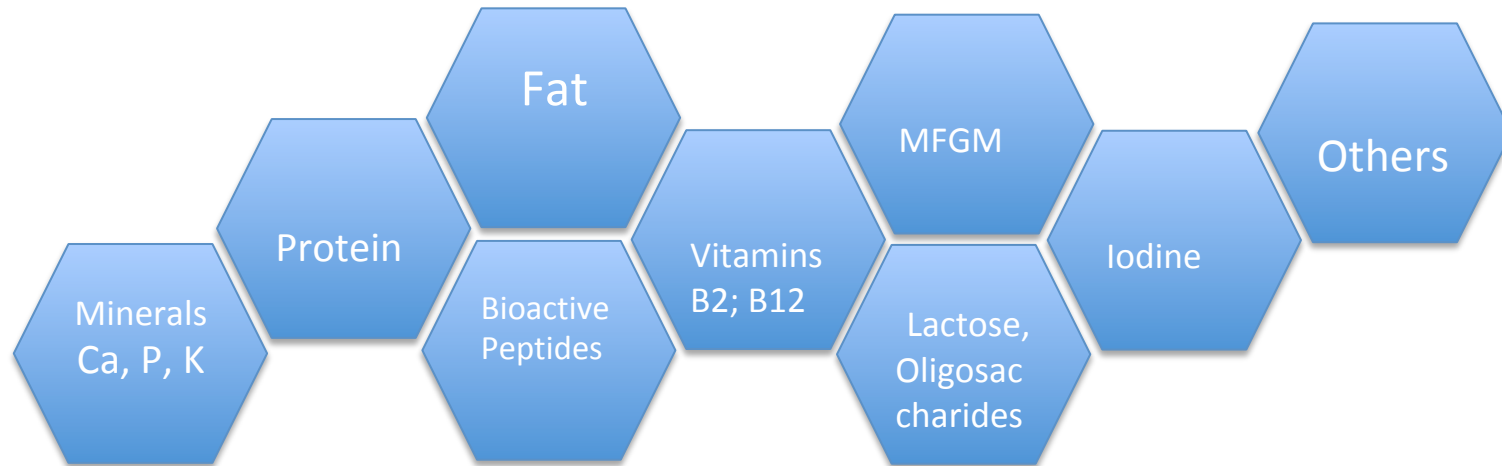 Minerals
Ca, P, K
Protein
Fat
Bioactive
Peptides
Vitamins
B2; B12
MFGM
Lactose,
Oligosac
charides
Iodine
Others